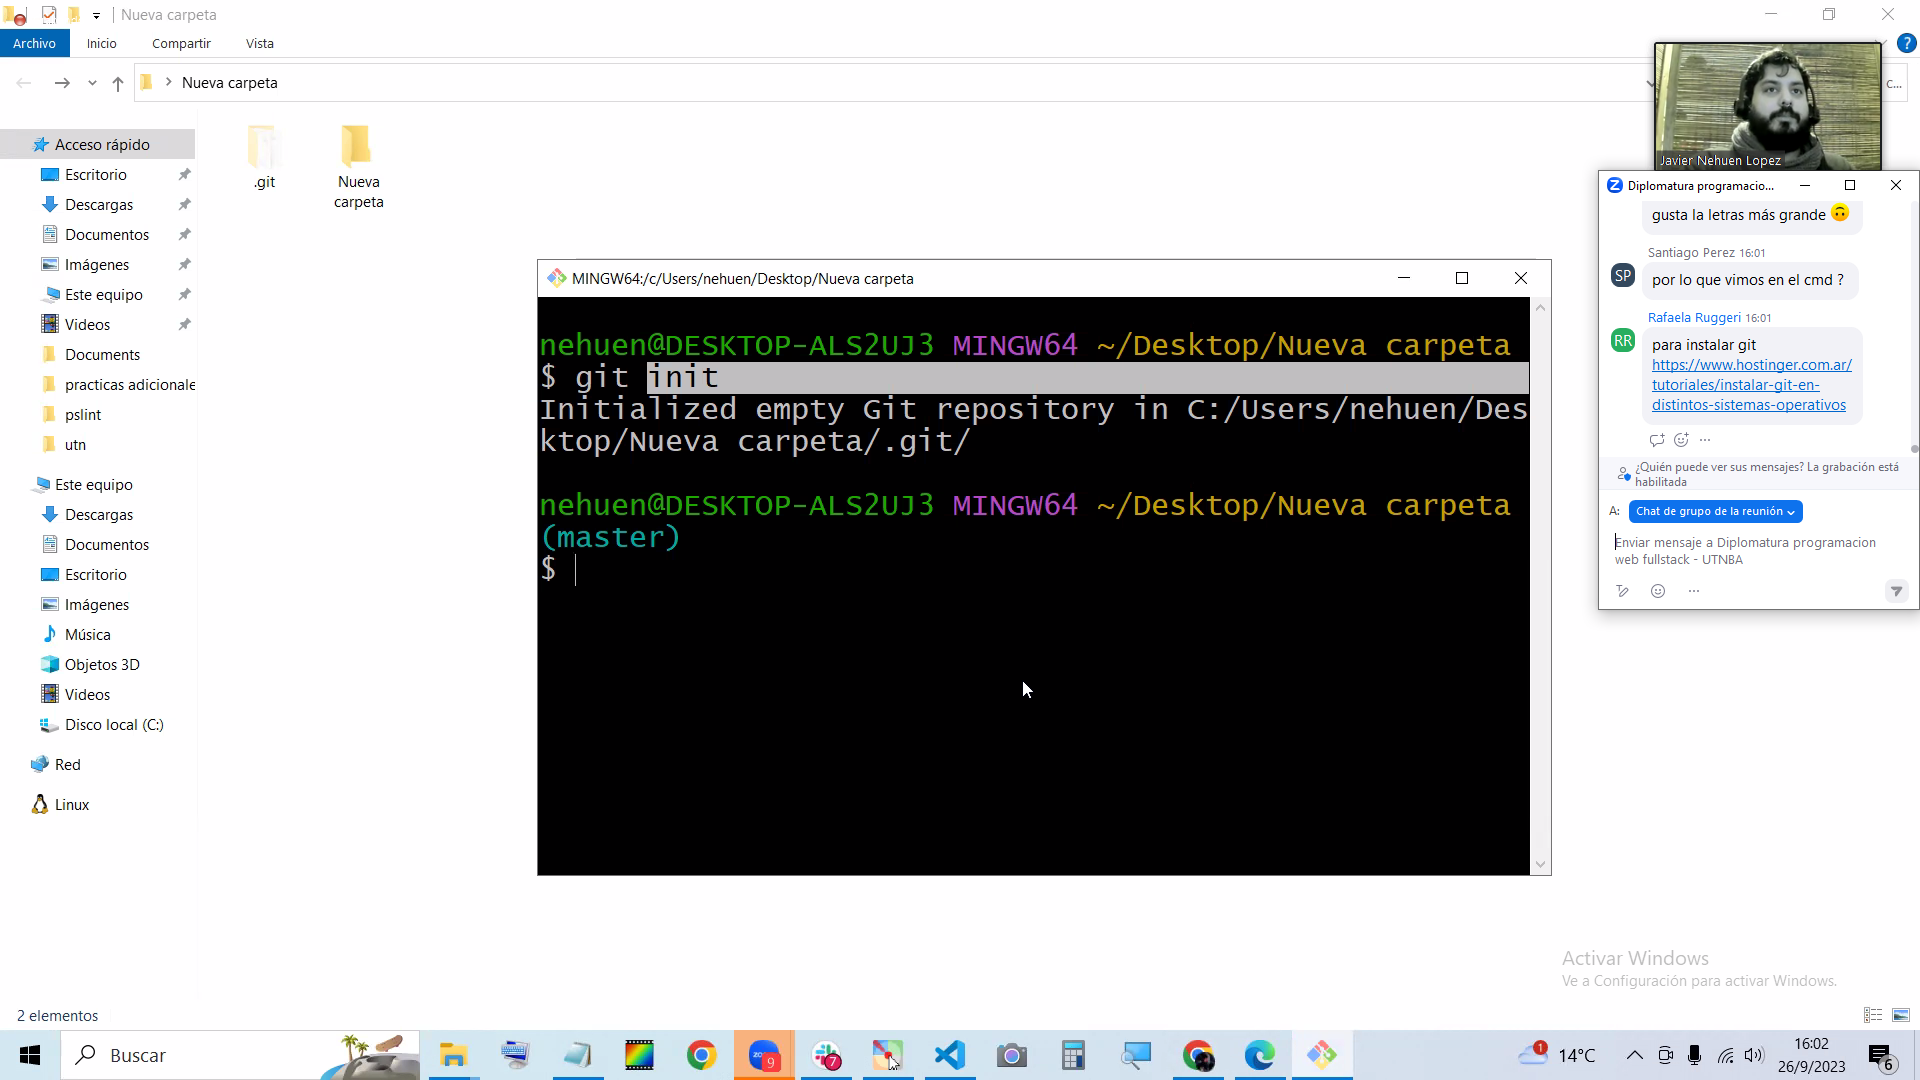 Nueva carpeta
Archivo
Inicio
Compartir
Vista
Nueva carpeta
C...
Acceso rápido
Escritorio
Descargas
Documentos
Imágenes
Este equipo
Videos
Documents
practicas adicionale
pslint
utn
Este equipo
Descargas
Documentos
Escritorio
Imágenes
Música
Objetos 3D
Videos
Disco local (C:)
Red
Linux
.git
Nueva
carpeta
MINGW64:/c/Users/nehuen/Desktop/Nueva carpeta
nehuen@DESKTOP-ALS2UJ3 MINGW64 ~/Desktop/Nueva carpeta
$ git init
Initialized empty Git repository in C:/Users/nehuen/Des
ktop/Nueva carpeta/.git/
nehuen@DESKTOP-ALS2UJ3 MINGW64 ~/Desktop/Nueva carpeta
(master)
$
Javier Nehuen Lopez
Diplomatura programacio...
gusta la letras más grande 🙃
Santiago Perez 16:01
SP
por lo que vimos en el cmd ?
Rafaela Ruggeri 16:01
RR
para instalar git
https://www.hostinger.com.ar/
tutoriales/instalar-git-en-
distintos-sistemas-operativos
¿Quién puede ver sus mensajes? La grabación está
habilitada
A:
Chat de grupo de la reunión
Enviar mensaje a Diplomatura programacion
web fullstack - UTNBA
Activar Windows
Ve a Configuración para activar Windows.
2 elementos
Buscar
zoom
9
7
1
14°C
16:02
26/9/2023
6